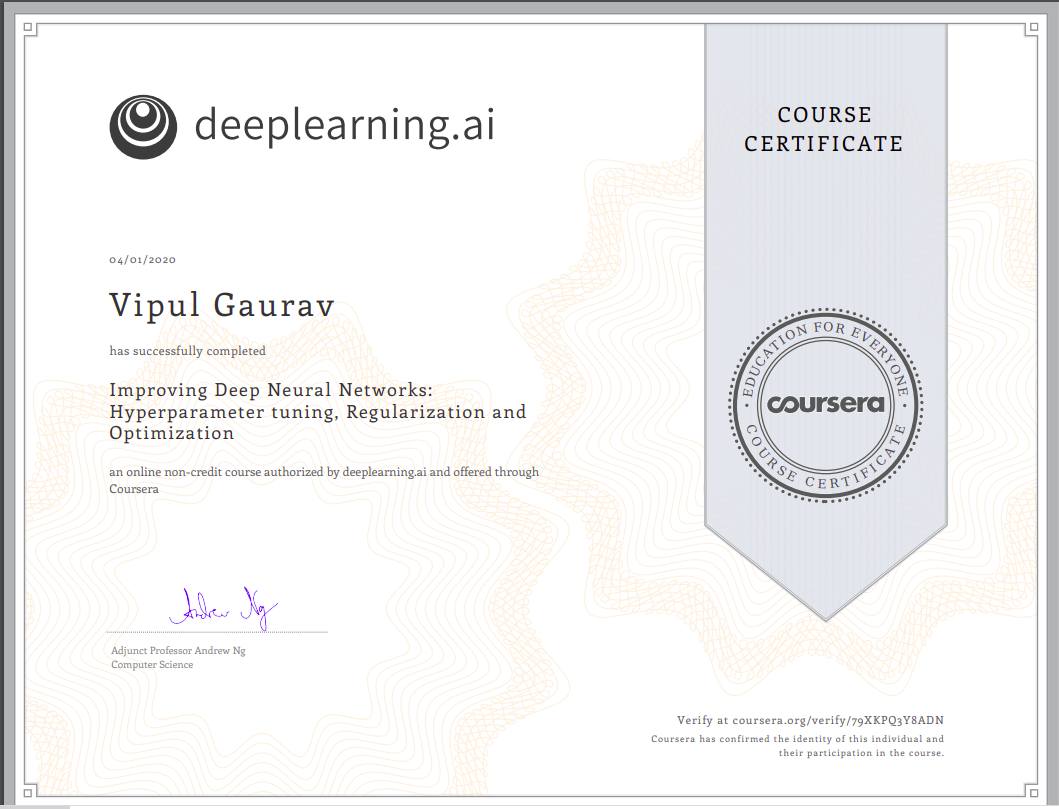 deeplearning.ai
COURSE
CERTIFICATE
04/01/2020
Vipul Gaurav
has successfully completed
Improving Deep Neural Networks:
Hyperparameter tuning, Regularization and
Optimization
an online non-credit course authorized by deeplearning.ai and offered through
Coursera
EDUCATION FOR EVERYONE
coursera
COURSE CERTIFICATE
Andrew Ng
Adjunct Professor Andrew Ng
Computer Science
Verify at coursera.org/verify/79XKPQ3Y8ADN
Coursera has confirmed the identity of this individual and
their participation in the course.